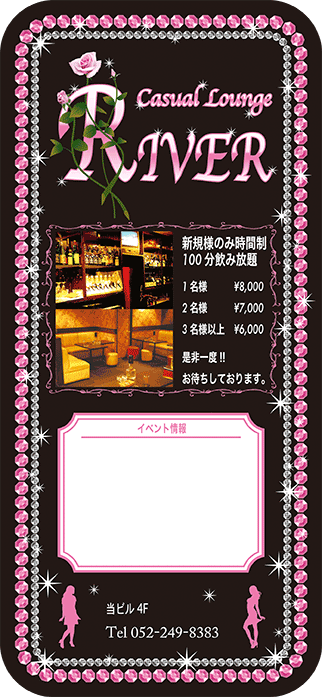 Casual Lounge
RIVER
新規様のみ時間制
100分飲み放題
1名様 ¥8,000
2名様 ¥7,000
3名様以上 ¥6,000
是非一度!!
お待ちしております。
イベント情報
当ビル 4F
Tel 052-249-8383